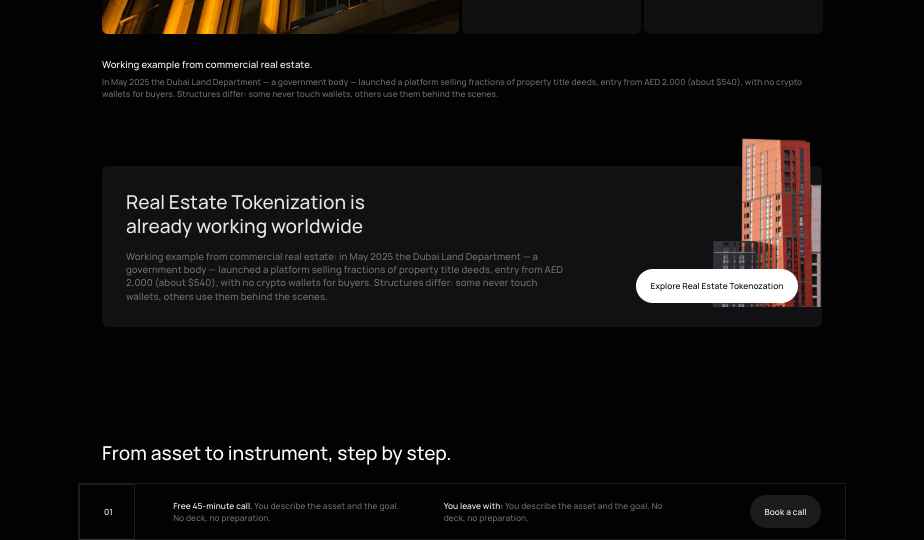 Working example from commercial real estate.
In May 2025 the Dubai Land Department — a government body — launched a platform selling fractions of property title deeds, entry from AED 2,000 (about $540), with no crypto
wallets for buyers. Structures differ: some never touch wallets, others use them behind the scenes.
Real Estate Tokenization is
already working worldwide
Working example from commercial real estate: in May 2025 the Dubai Land Department — a
government body — launched a platform selling fractions of property title deeds, entry from AED
2,000 (about $540), with no crypto wallets for buyers. Structures differ: some never touch
wallets, others use them behind the scenes.
Explore Real Estate Tokenozation
From asset to instrument, step by step.
01
Free 45-minute call. You describe the asset and the goal.
No deck, no preparation.
You leave with: You describe the asset and the goal. No
deck, no preparation.
Book a call